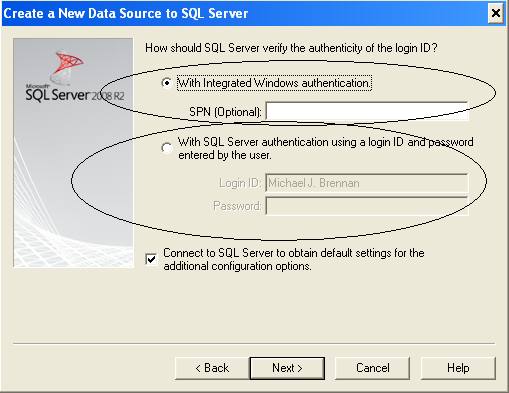 Create a New Data Source to SQL Server
How should SQL Server verify the authenticity of the login ID?
Microsoft
SQL Server 2008 R2
With Integrated Windows authentication.
SPN (Optional):
With SQL Server authentication using a login ID and password
entered by the user.
Login ID: Michael J. Brennan
Password:
Connect to SQL Server to obtain default settings for the
additional configuration options.
< Back
Next >
Cancel
Help